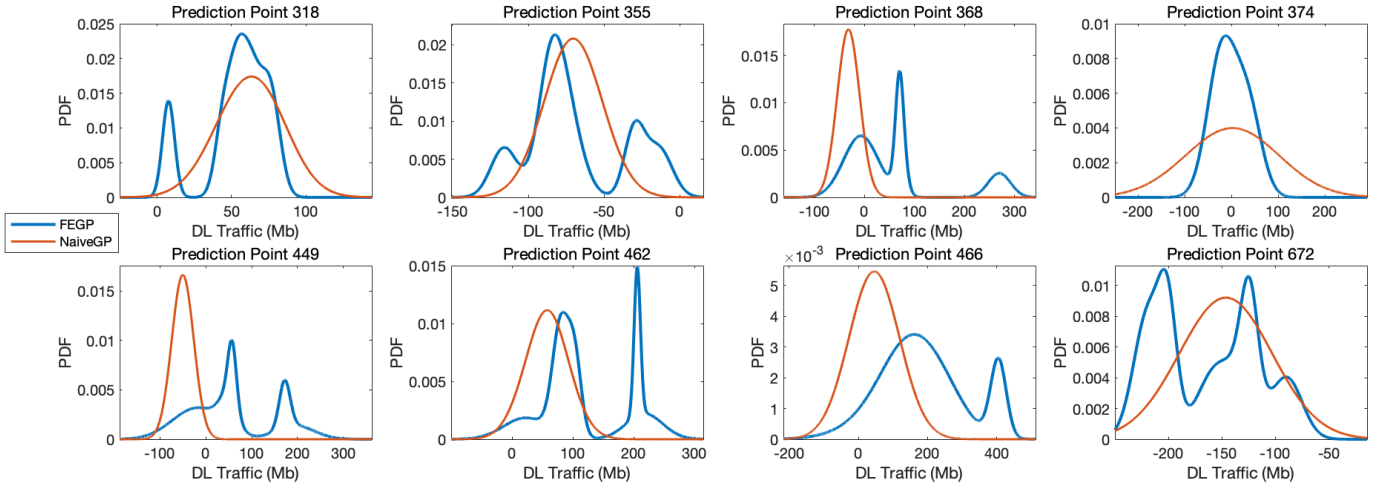 Prediction Point 318
0.025
0.02
0.015
0.01
0.005
0
PDF
0 50 100
DL Traffic (Mb)
Prediction Point 355
0.02
0.015
0.01
0.005
0
PDF
-150 -100 -50 0
DL Traffic (Mb)
Prediction Point 368
0.015
0.01
0.005
0
PDF
-100 0 100 200 300
DL Traffic (Mb)
Prediction Point 374
0.01
0.008
0.006
0.004
0.002
0
PDF
-200 -100 0 100 200
DL Traffic (Mb)
FEGP
NaiveGP
Prediction Point 449
0.015
0.01
0.005
0
PDF
-100 0 100 200 300
DL Traffic (Mb)
Prediction Point 462
0.015
0.01
0.005
0
PDF
0 100 200 300
DL Traffic (Mb)
Prediction Point 466
×10-3
5
4
3
2
1
0
PDF
-200 0 200 400
DL Traffic (Mb)
Prediction Point 672
0.01
0.008
0.006
0.004
0.002
0
PDF
-200 -150 -100 -50
DL Traffic (Mb)